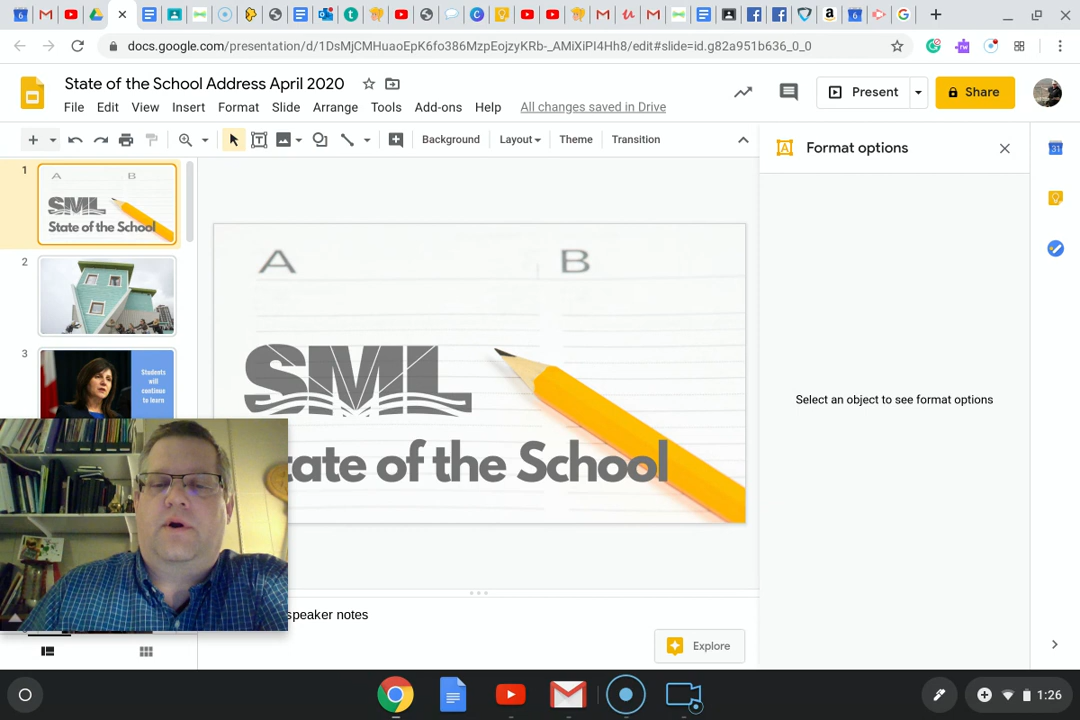 docs.google.com/presentation/d/1DsMjCMHuaoEpK6fo386MzpEojzyKRb-_AMiXiPI4Hh8/edit#slide=id.g82a951b636_0_0
State of the School Address April 2020
File Edit View Insert Format Slide Arrange Tools Add-ons Help All changes saved in Drive
Present
Share
Background Layout Theme Transition
Format options
Select an object to see format options
1
A B
SML
State of the School
2
3
Students
will
continue
to learn
A B
SML
tate of the School
speaker notes
Explore
1:26